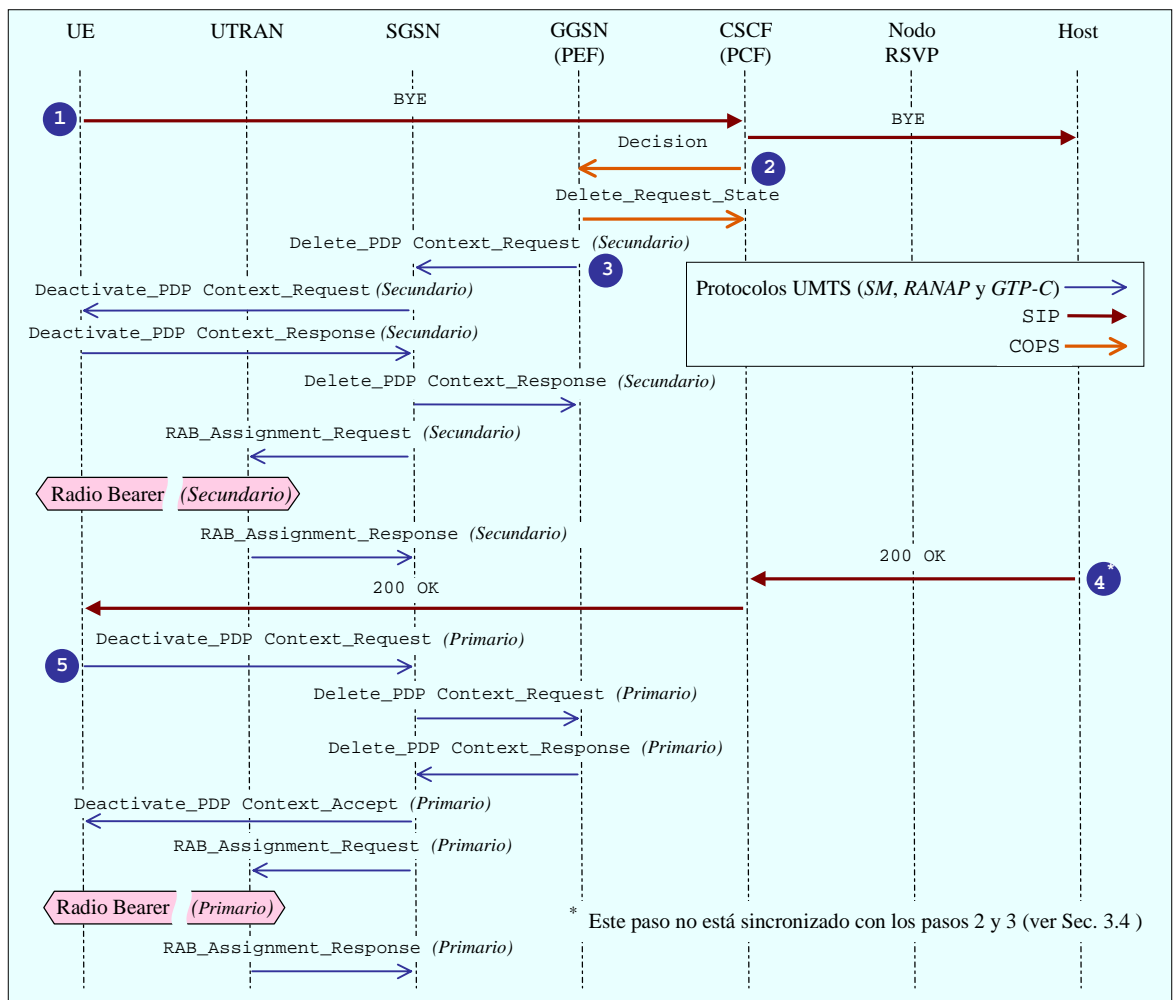 UE UTRAN SGSN GGSN CSCF Nodo Host
(PEF) (PCF) RSVP
BYE
1
BYE
Decision
2
Delete_Request_State
Delete_PDP Context_Request (Secundario)
3
Protocolos UMTS (SM, RANAP y GTP-C)
SIP
COPS
Deactivate_PDP Context_Request (Secundario)
Deactivate_PDP Context_Response (Secundario)
Delete_PDP Context_Response (Secundario)
RAB_Assignment_Request (Secundario)
Radio Bearer (Secundario)
RAB_Assignment_Response (Secundario)
200 OK
4*
200 OK
Deactivate_PDP Context_Request (Primario)
5
Delete_PDP Context_Request (Primario)
Delete_PDP Context_Response (Primario)
Deactivate_PDP Context_Accept (Primario)
RAB_Assignment_Request (Primario)
Radio Bearer (Primario)
* Este paso no está sincronizado con los pasos 2 y 3 (ver Sec. 3.4 )
RAB_Assignment_Response (Primario)